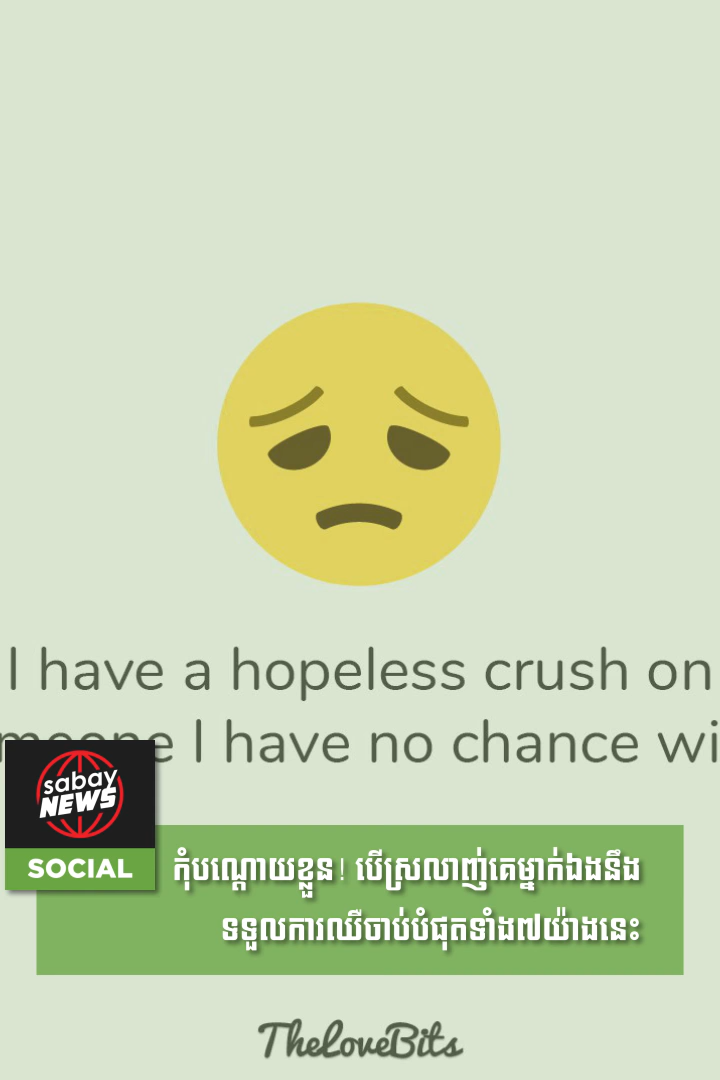 I have a hopeless crush on
I have no chance wi
sabay
NEWS
SOCIAL
កុំបណ្ដោយខ្លួន! បើស្រលាញ់គេម្នាក់ឯងនឹង
ទទួលការឈឺចាប់បំផុតទាំង៧យ៉ាងនេះ
TheLoveBits